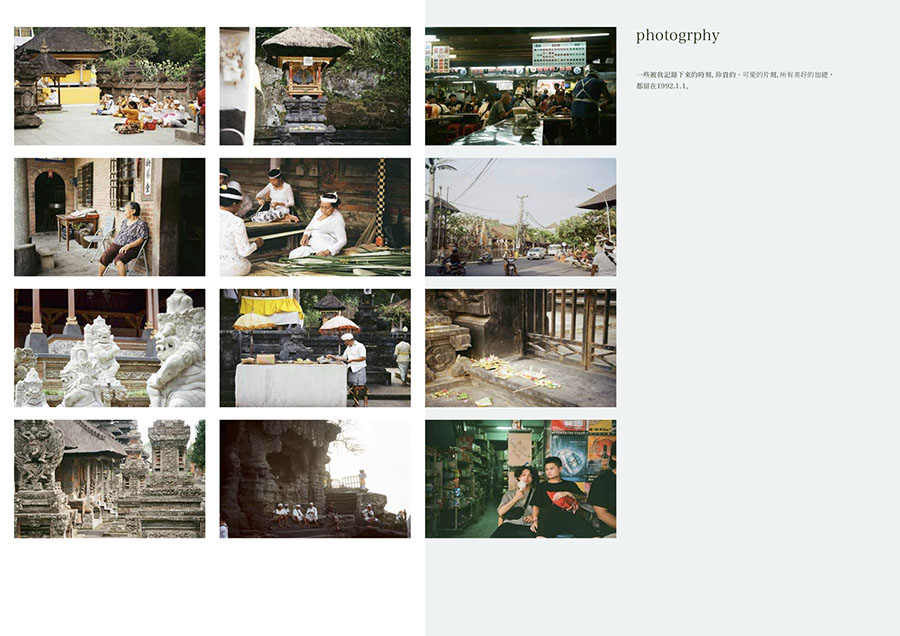 photogrphy
一些被我記錄下來的時刻, 珍貴的、可愛的片刻, 所有美好的加總，
都留在1992.1.1。